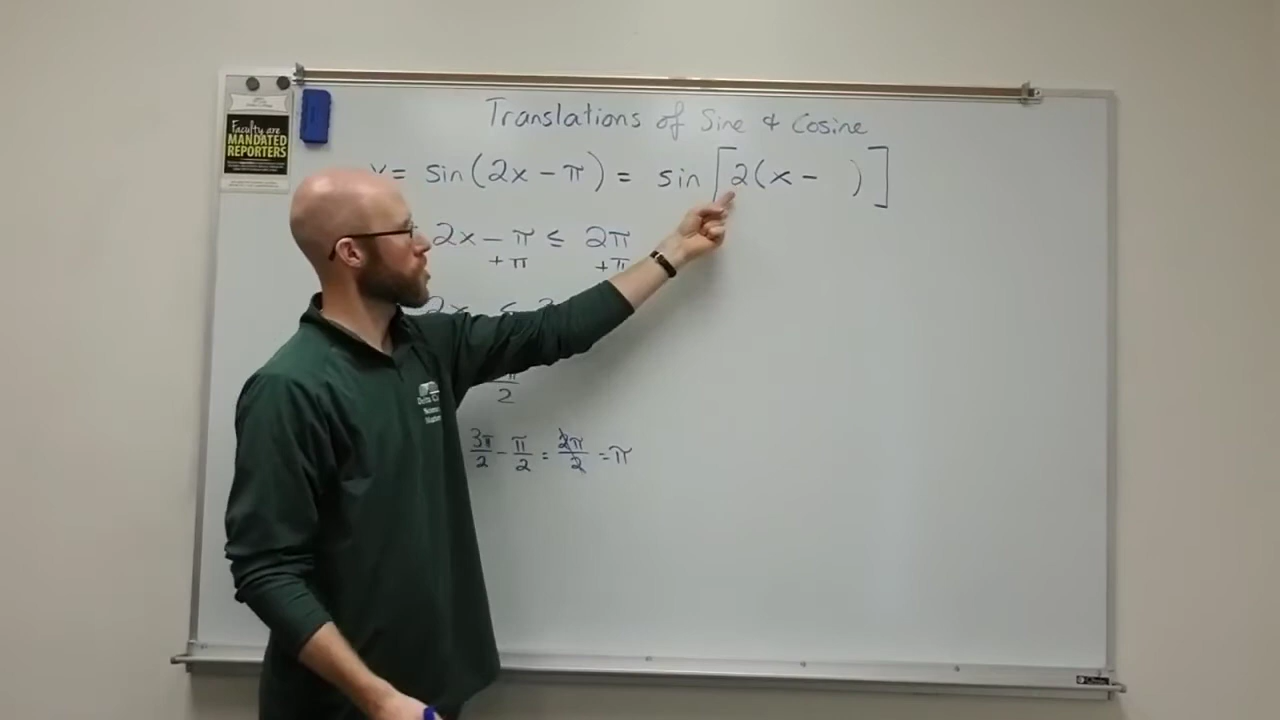 Translations of Sine & Cosine
Faculty are
MANDATED
REPORTERS
y = sin(2x - π) = sin[2(x - )]
2x - π ≤ 2π
+π +π
2x ≤
2
3π/2 - π/2 = 2π/2 = π